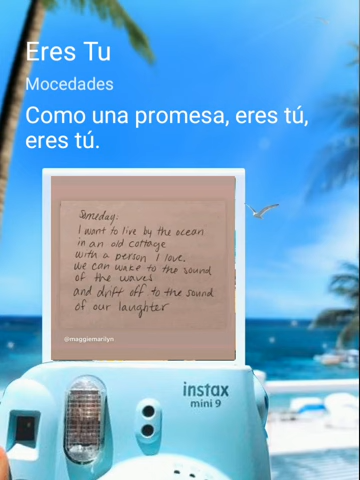 Eres Tu
Mocedades
Como una promesa, eres tú,
eres tú.
Someday.
I want to live by the ocean
in an old cottage
with a person I love.
we can wake to the sound
of the waves
and drift off to the sound
of our laughter
@maggiemarilyn
instax
mini 9